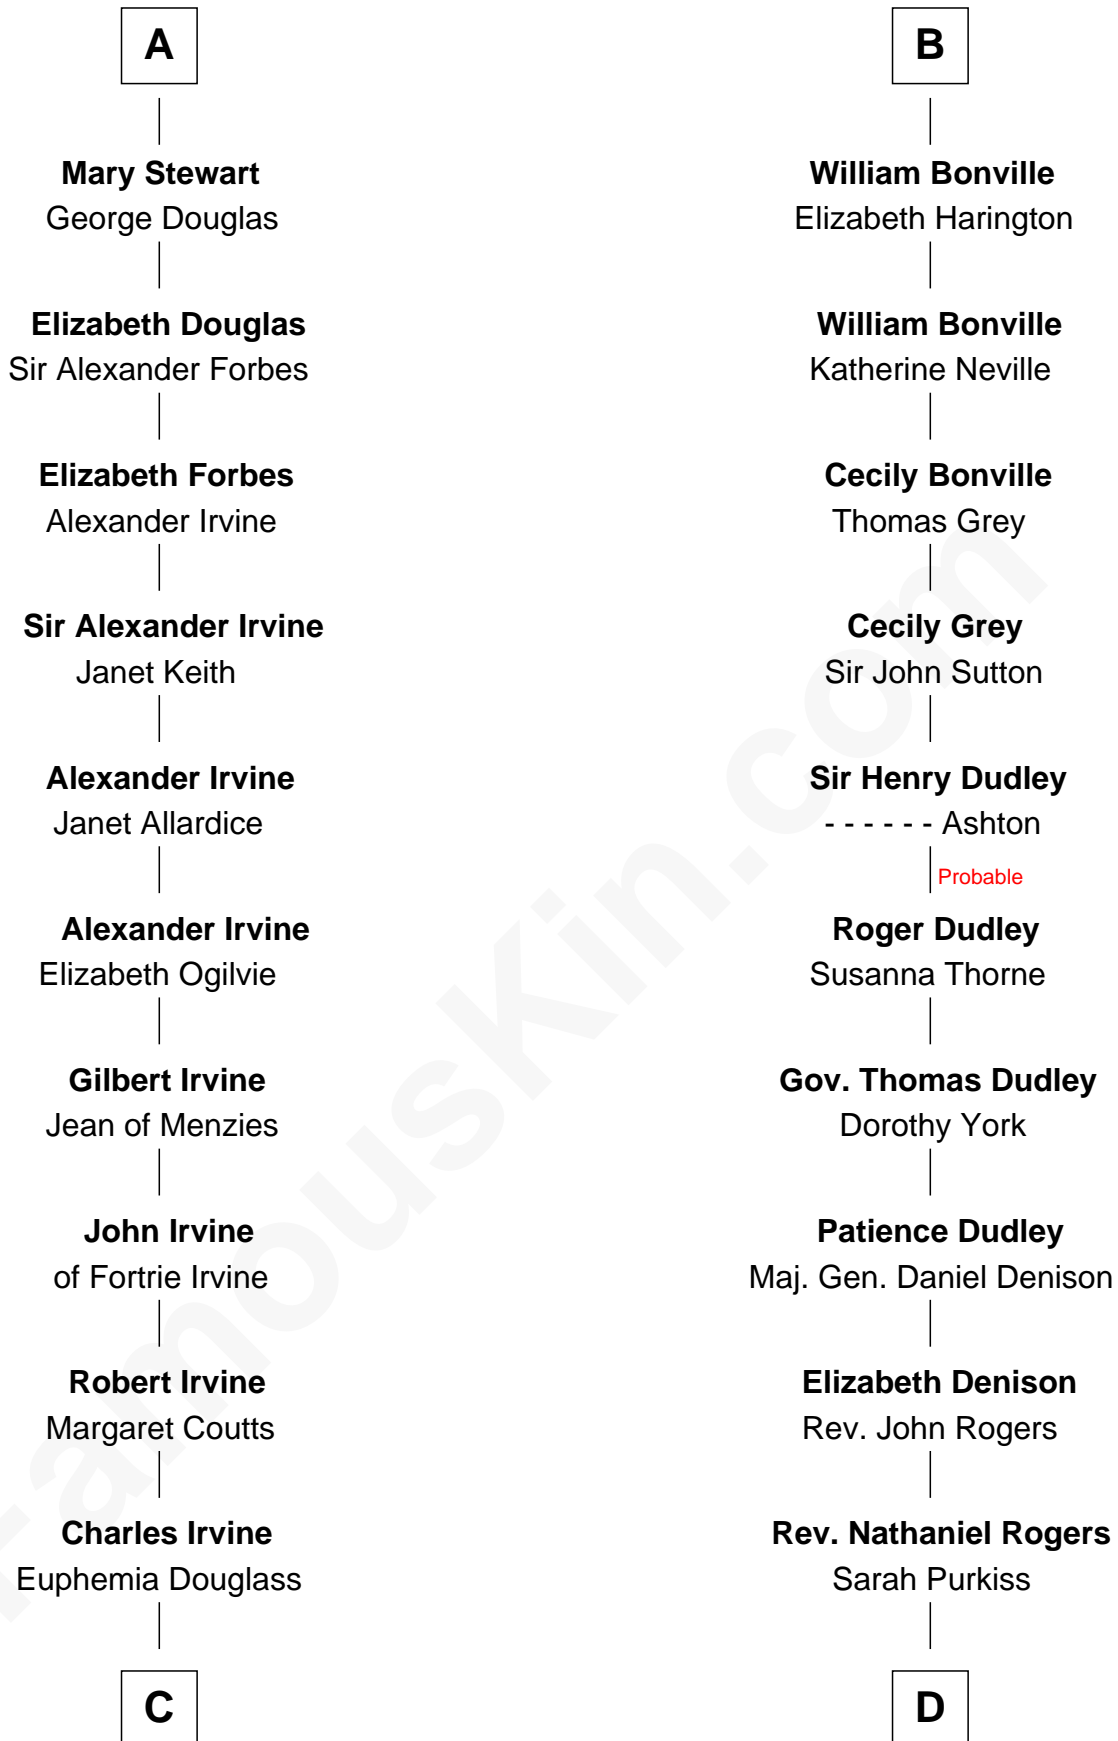 A
Mary Stewart
George Douglas
Elizabeth Douglas
Sir Alexander Forbes
Elizabeth Forbes
Alexander Irvine
Sir Alexander Irvine
Janet Keith
Alexander Irvine
Janet Allardice
Alexander Irvine
Elizabeth Ogilvie
Gilbert Irvine
Jean of Menzies
John Irvine
of Fortrie Irvine
Robert Irvine
Margaret Coutts
Charles Irvine
Euphemia Douglass
C
B
William Bonville
Elizabeth Harington
William Bonville
Katherine Neville
Cecily Bonville
Thomas Grey
Cecily Grey
Sir John Sutton
Sir Henry Dudley
- - - - - - Ashton
Probable
Roger Dudley
Susanna Thorne
Gov. Thomas Dudley
Dorothy York
Patience Dudley
Maj. Gen. Daniel Denison
Elizabeth Denison
Rev. John Rogers
Rev. Nathaniel Rogers
Sarah Purkiss
D
FamousKin.com